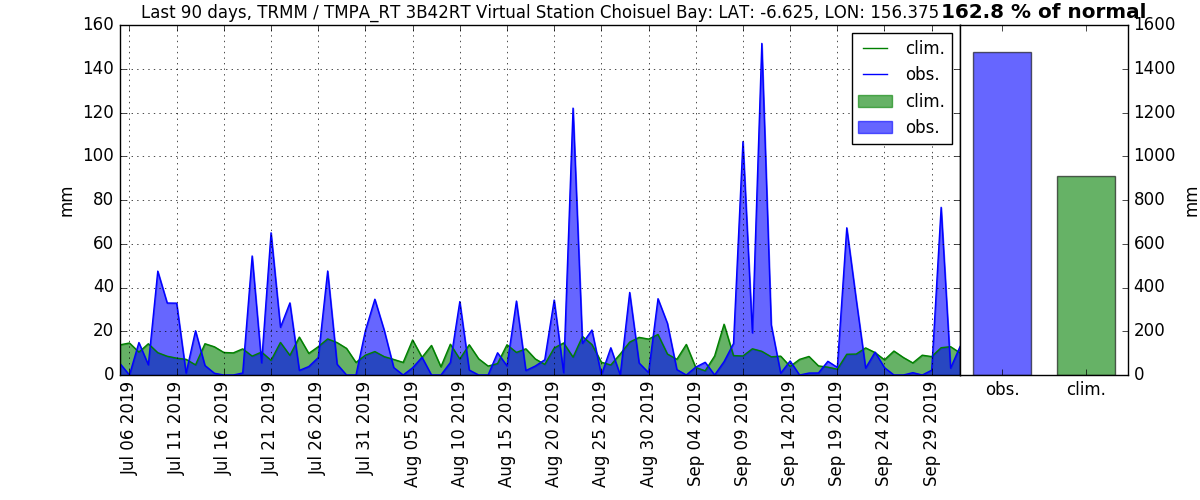 Last 90 days, TRMM / TMPA_RT 3B42RT Virtual Station Choisuel Bay: LAT: -6.625, LON: 156.375 162.8 % of normal
160
140
120
100
80
60
40
20
0
mm
clim.
obs.
clim.
obs.
Jul 06 2019
Jul 11 2019
Jul 16 2019
Jul 21 2019
Jul 26 2019
Jul 31 2019
Aug 05 2019
Aug 10 2019
Aug 15 2019
Aug 20 2019
Aug 25 2019
Aug 30 2019
Sep 04 2019
Sep 09 2019
Sep 14 2019
Sep 19 2019
Sep 24 2019
Sep 29 2019
1600
1400
1200
1000
800
600
400
200
0
mm
obs.
clim.